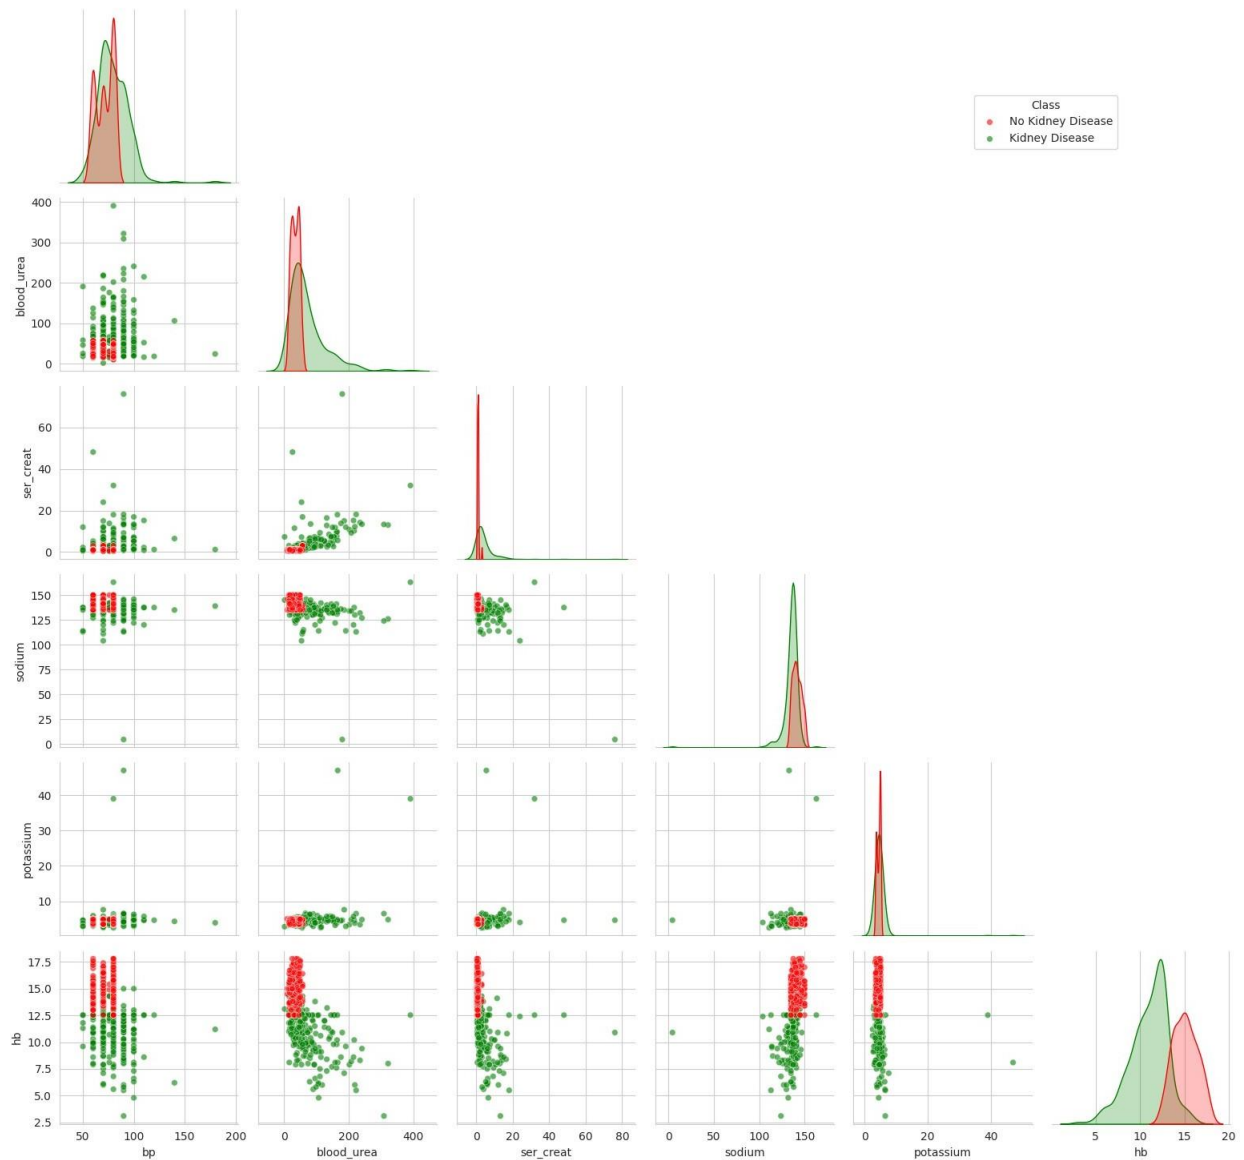 Class
No Kidney Disease
Kidney Disease
400
300
200
100
0
blood_urea
60
40
20
0
ser_creat
150
125
100
75
50
25
0
sodium
40
30
20
10
potassium
17.5
15.0
12.5
10.0
7.5
5.0
2.5
hb
50 100 150 200
bp
0 200 400
blood_urea
0 20 40 60 80
ser_creat
0 50 100 150
sodium
0 20 40
potassium
5 10 15 20
hb